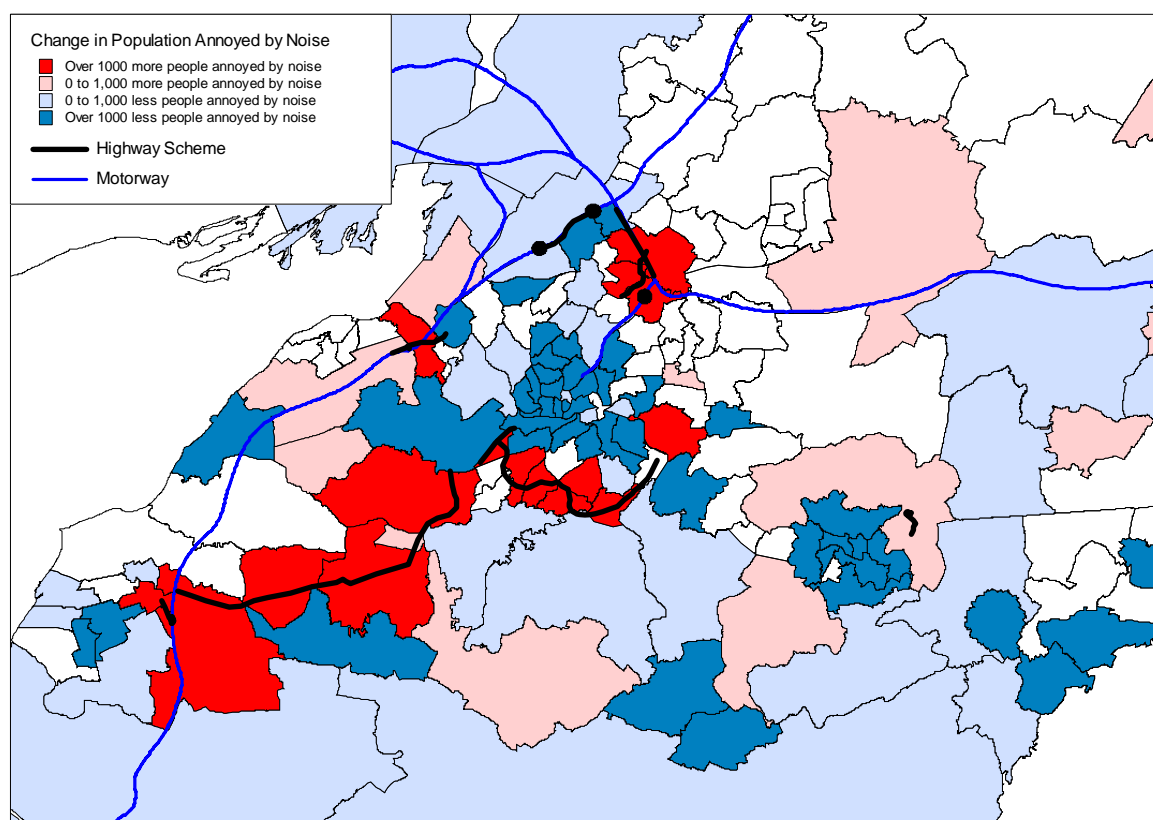 Change in Population Annoyed by Noise
Over 1000 more people annoyed by noise
0 to 1,000 more people annoyed by noise
0 to 1,000 less people annoyed by noise
Over 1000 less people annoyed by noise
Highway Scheme
Motorway